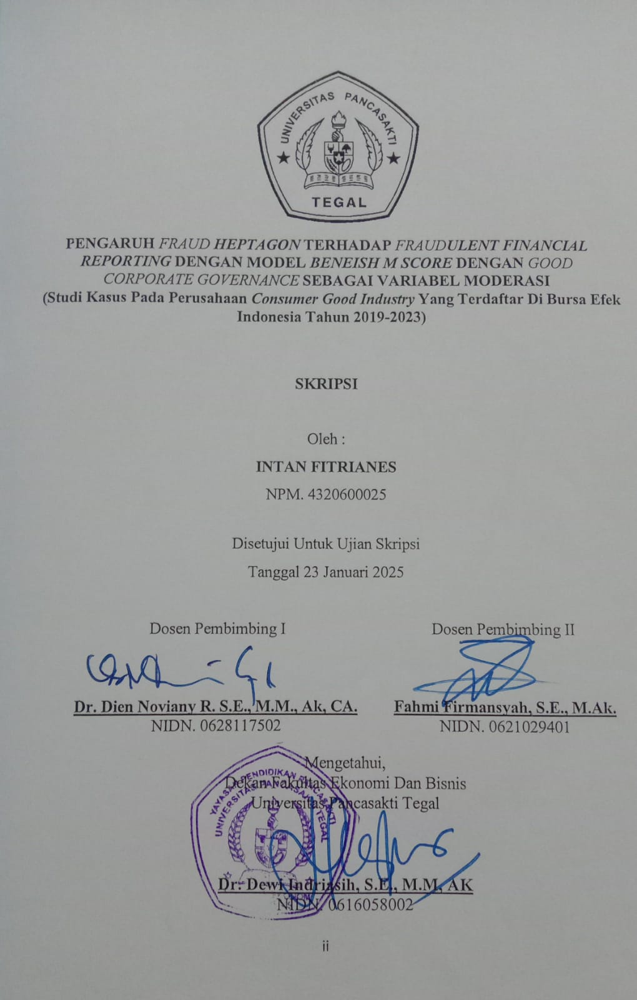 UNIVERSITAS PANCASAKTI
TEGAL
PENGARUH FRAUD HEPTAGON TERHADAP FRAUDULENT FINANCIAL
REPORTING DENGAN MODEL BENEISH M SCORE DENGAN GOOD
CORPORATE GOVERNANCE SEBAGAI VARIABEL MODERASI
(Studi Kasus Pada Perusahaan Consumer Good Industry Yang Terdaftar Di Bursa Efek
Indonesia Tahun 2019-2023)
SKRIPSI
Oleh :
INTAN FITRIANES
NPM. 4320600025
Disetujui Untuk Ujian Skripsi
Tanggal 23 Januari 2025
Dosen Pembimbing I Dosen Pembimbing II
Dr. Dien Noviany R. S.E., M.M., Ak, CA. Fahmi Firmansyah, S.E., M.Ak.
NIDN. 0628117502 NIDN. 0621029401
Mengetahui,
Dekan Fakultas Ekonomi Dan Bisnis
Universitas Pancasakti Tegal
YAYASAN PENDIDIKAN PANCASAKTI
UNIVERSITAS PANCASAKTI TEGAL
Dr. Dewi Indriasih, S.E., M.M, AK
NIDN. 0616058002
ii